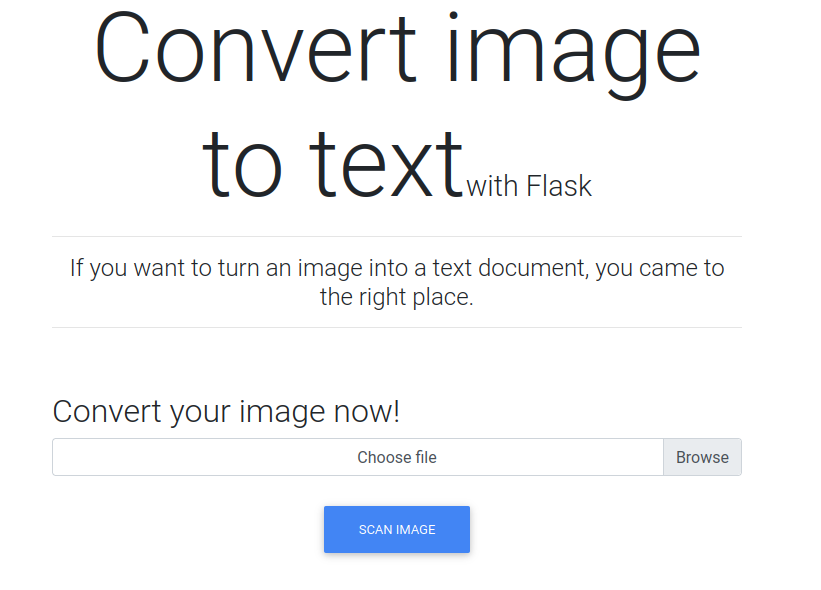 Convert image
to text with Flask
If you want to turn an image into a text document, you came to
the right place.
Convert your image now!
Choose file Browse
SCAN IMAGE